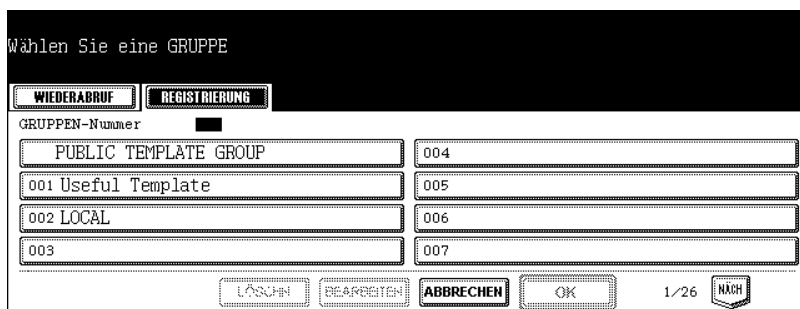 Wählen Sie eine GRUPPE
WIEDERABRUF REGISTRIERUNG
GRUPPEN-Nummer
PUBLIC TEMPLATE GROUP 004
001 Useful Template 005
002 LOCAL 006
003 007
LÖSCHN BEARBEITEN ABBRECHEN OK 1/26 NÄCH